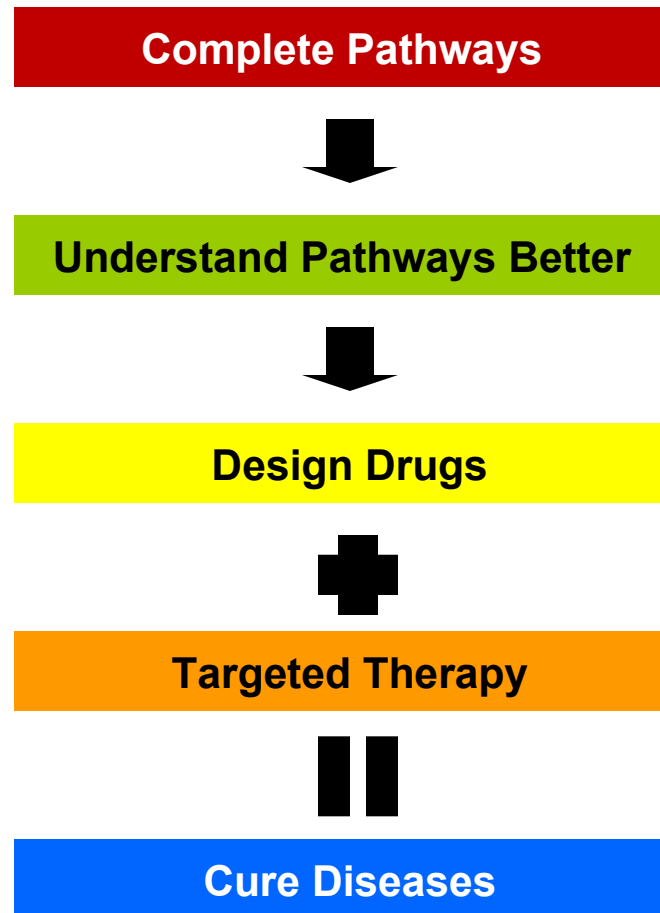 Complete Pathways
Understand Pathways Better
Design Drugs
Targeted Therapy
Cure Diseases